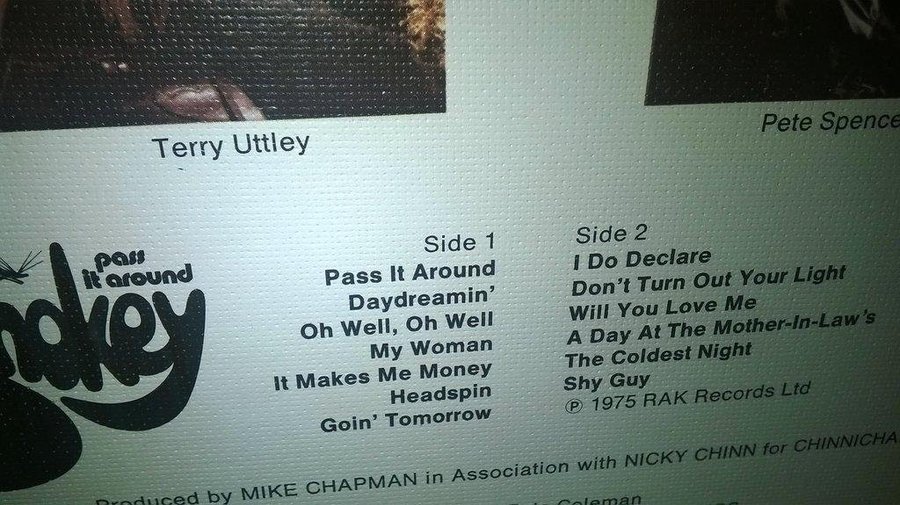 Terry Uttley
Pete Spence
pass
it around
Side 1
Pass It Around
Daydreamin'
Oh Well, Oh Well
My Woman
It Makes Me Money
Headspin
Goin' Tomorrow
Side 2
I Do Declare
Don't Turn Out Your Light
Will You Love Me
A Day At The Mother-In-Law's
The Coldest Night
Shy Guy
℗ 1975 RAK Records Ltd
Produced by MIKE CHAPMAN in Association with NICKY CHINN for CHINNICHA
Coleman